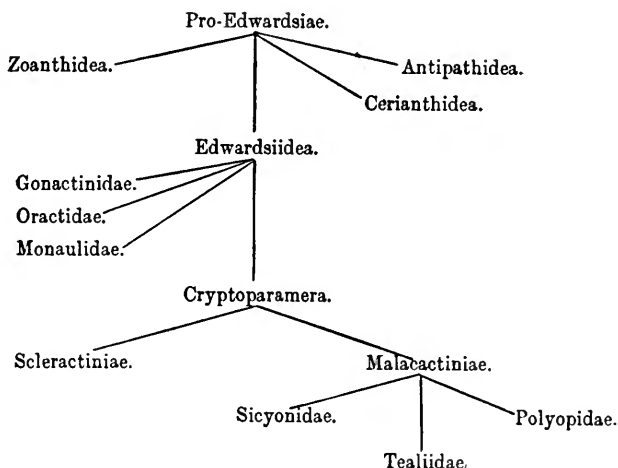 Pro-Edwardsiae.
Zoanthidea.
Antipathidea.
Cerianthidea.
Edwardsiidea.
Gonactinidae.
Oractidae.
Monaulidae.
Cryptoparamera.
Scleractiniae.
Malacactiniae.
Sicyonidae.
Polyopidae.
Tealiidae.